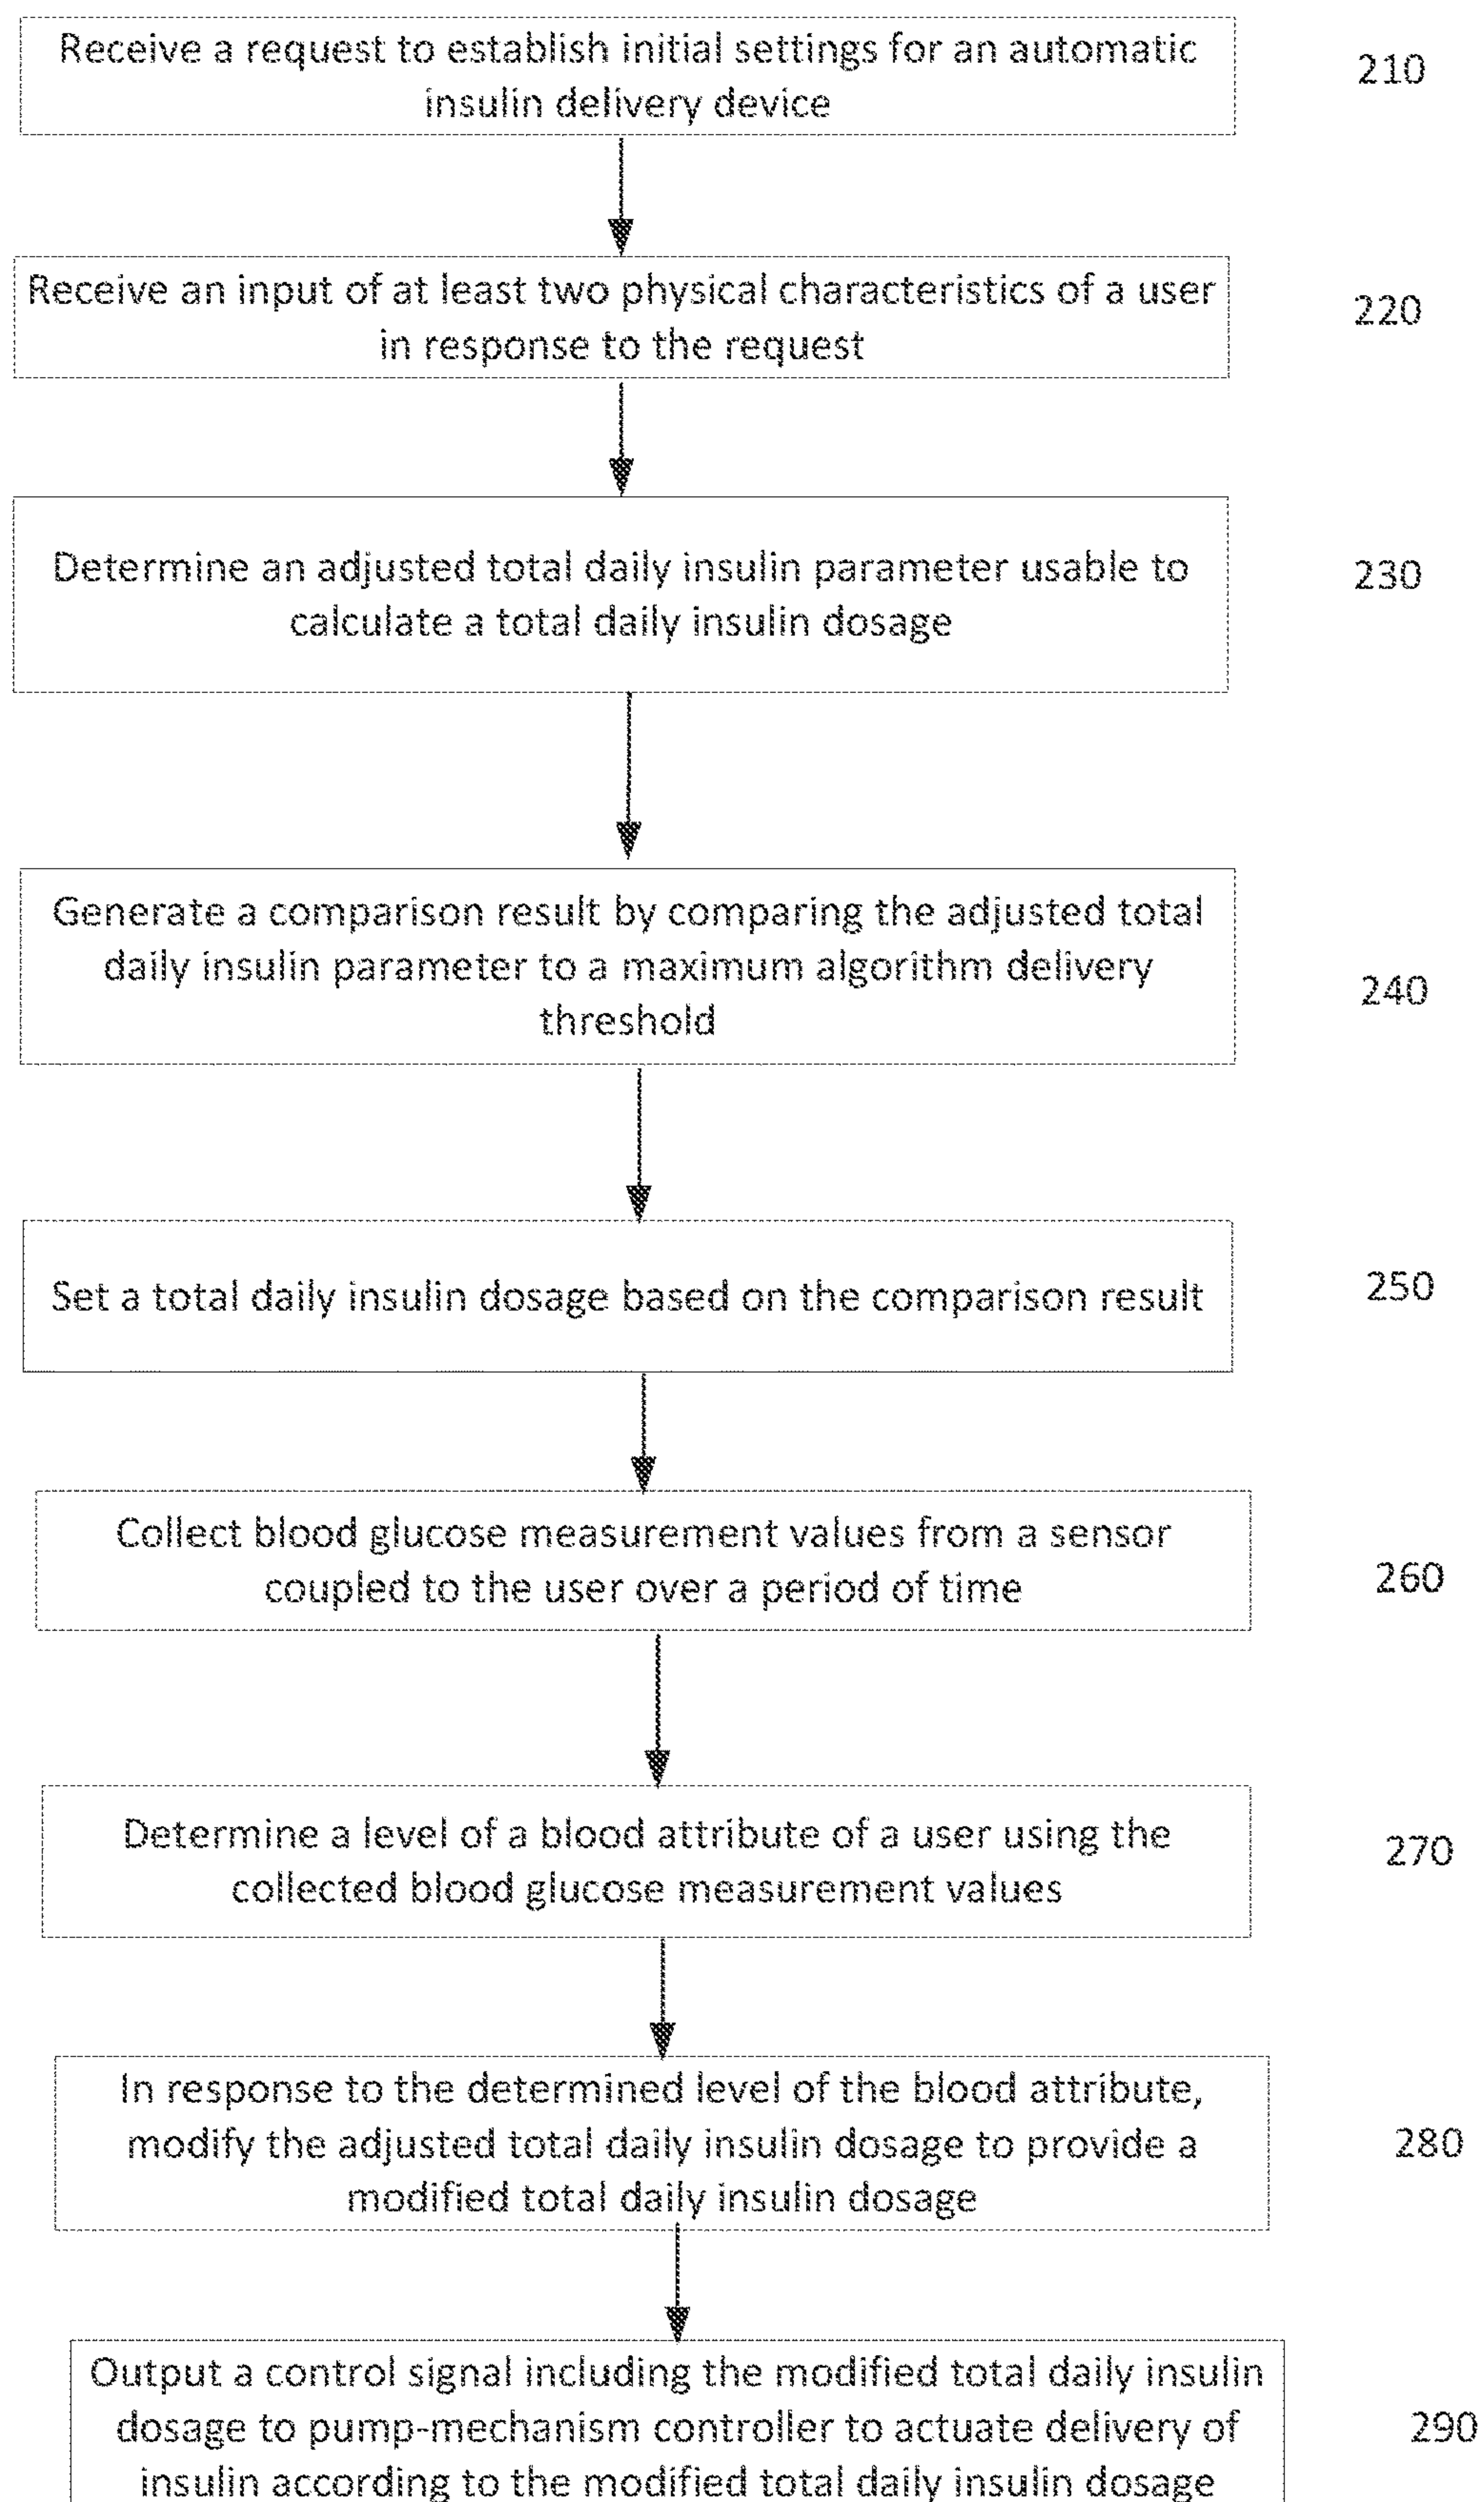 Receive a request to establish initial settings for an automatic
insulin delivery device
210
Receive an input of at least two physical characteristics of a user
in response to the request
220
Determine an adjusted total daily insulin parameter usable to
calculate a total daily insulin dosage
230
Generate a comparison result by comparing the adjusted total
daily insulin parameter to a maximum algorithm delivery
threshold
240
Set a total daily insulin dosage based on the comparison result
250
Collect blood glucose measurement values from a sensor
coupled to the user over a period of time
260
Determine a level of a blood attribute of a user using the
collected blood glucose measurement values
270
In response to the determined level of the blood attribute,
modify the adjusted total daily insulin dosage to provide a
modified total daily insulin dosage
280
Output a control signal including the modified total daily insulin
dosage to pump-mechanism controller to actuate delivery of
insulin according to the modified total daily insulin dosage
290